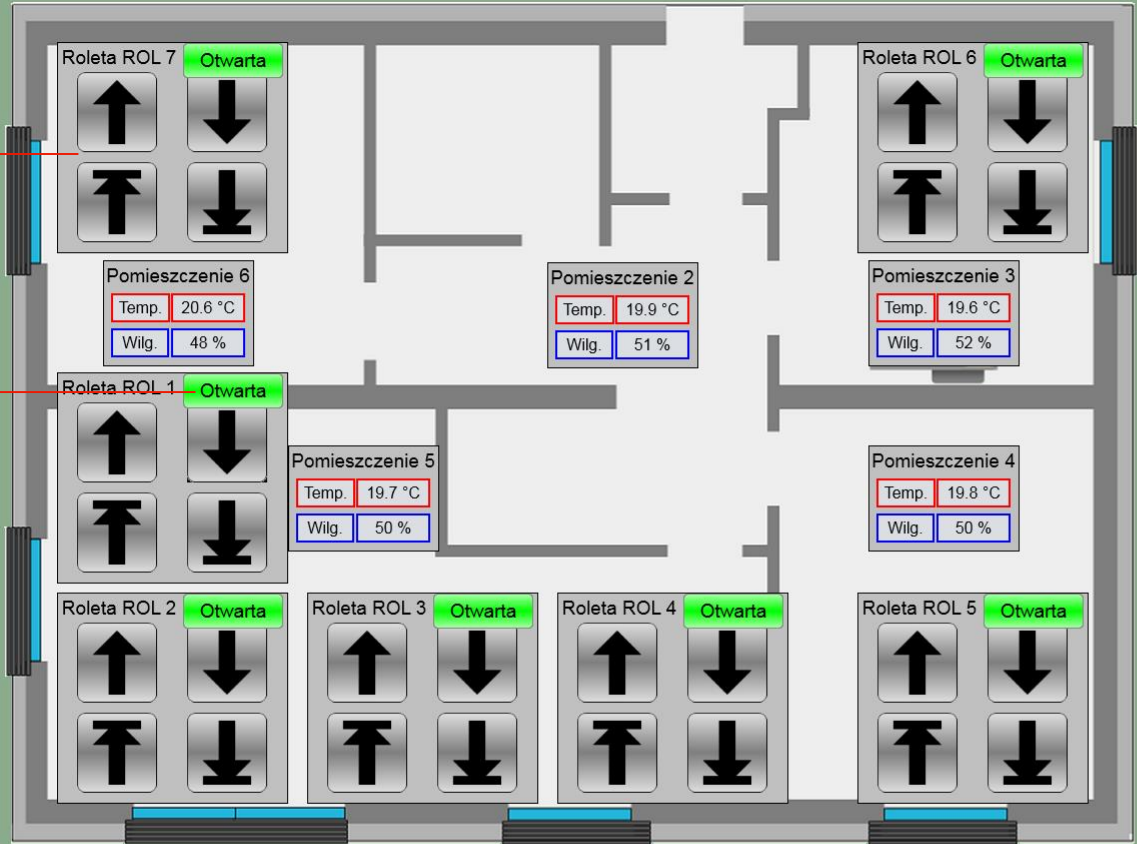 Roleta ROL 7 Otwarta
Roleta ROL 6 Otwarta
Pomieszczenie 6
Temp. 20.6 °C
Wilg. 48 %
Pomieszczenie 2
Temp. 19.9 °C
Wilg. 51 %
Pomieszczenie 3
Temp. 19.6 °C
Wilg. 52 %
Roleta ROL 1 Otwarta
Pomieszczenie 5
Temp. 19.7 °C
Wilg. 50 %
Pomieszczenie 4
Temp. 19.8 °C
Wilg. 50 %
Roleta ROL 2 Otwarta
Roleta ROL 3 Otwarta
Roleta ROL 4 Otwarta
Roleta ROL 5 Otwarta